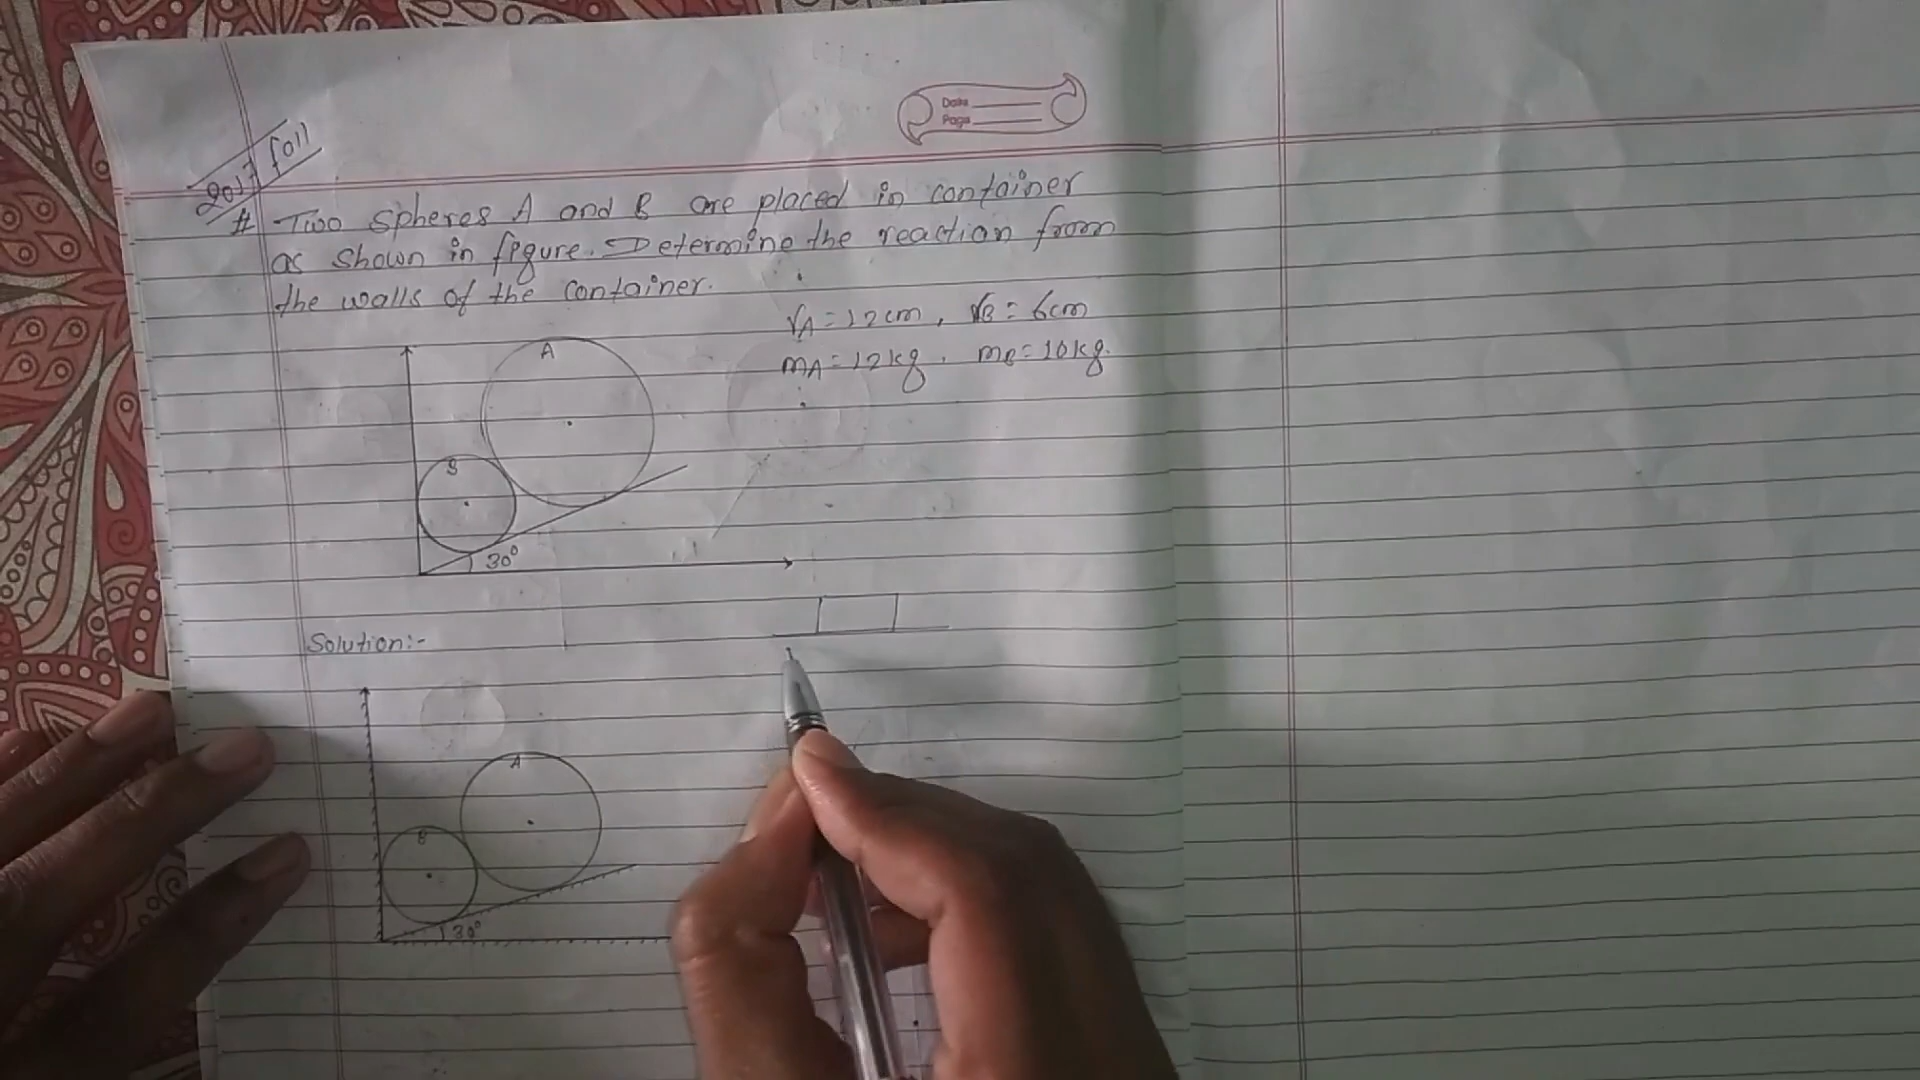 Date
Page
2017 fall
# Two spheres A and B are placed in container
as shown in figure. Determine the reaction from
the walls of the container.
rA = 12cm, rB = 6cm
mA = 12kg, mB = 10kg.
A
B
30°
Solution:-
A
B
30°